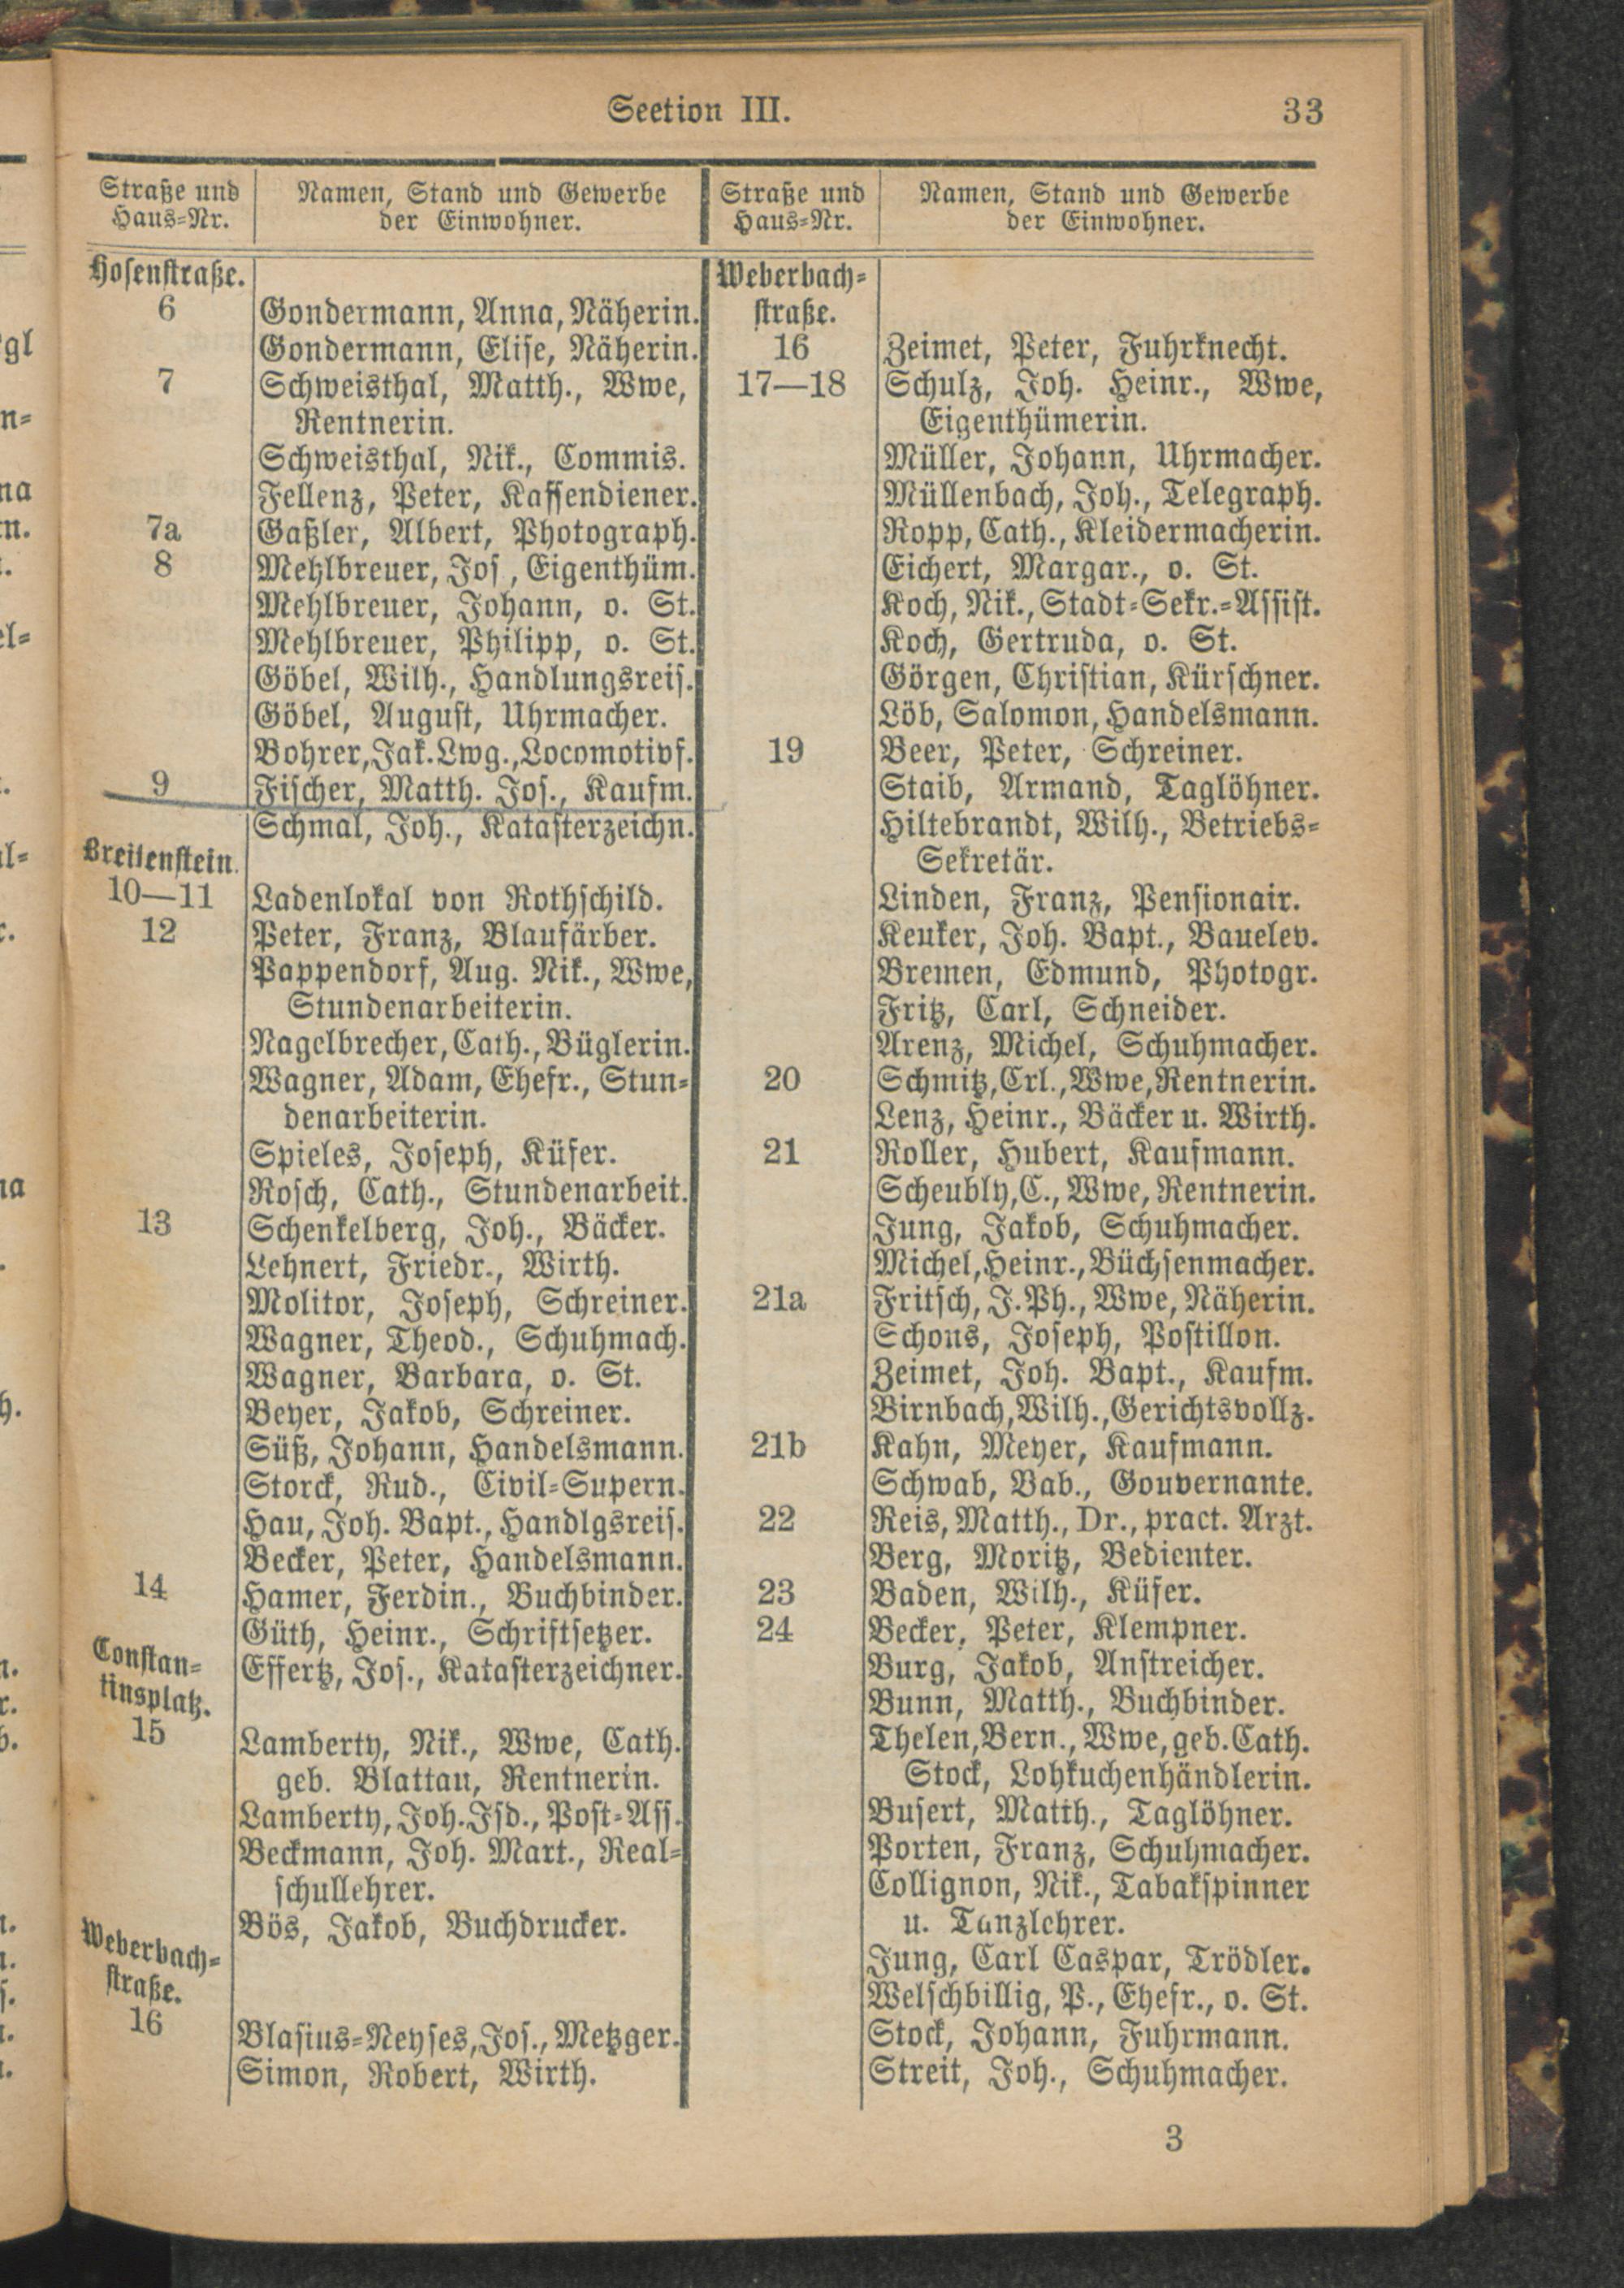 Seetion III.
33
Straße und
Haus-Nr.
Namen, Stand und Gewerbe
der Einwohner.
Straße und
Haus-Nr.
Namen, Stand und Gewerbe
der Einwohner.
Hosenstraße.
6 Gondermann, Anna, Näherin.
Gondermann, Elise, Näherin.
7 Schweisthal, Matth., Wwe,
Rentnerin.
Schweisthal, Nik., Commis.
Fellenz, Peter, Kassendiener.
7a Gaßler, Albert, Photograph.
8 Mehlbreuer, Jos , Eigenthüm.
Mehlbreuer, Johann, o. St.
Mehlbreuer, Philipp, o. St.
Göbel, Wilh., Handlungsreis.
Göbel, August, Uhrmacher.
Bohrer, Jak. Lwg., Locomotivf.
9 Fischer, Matth. Jos., Kaufm.
Schmal, Joh., Katasterzeichn.
Breitenstein.
10—11 Ladenlokal von Rothschild.
12 Peter, Franz, Blaufärber.
Pappendorf, Aug. Nik., Wwe,
Stundenarbeiterin.
Nagelbrecher, Cath., Büglerin.
Wagner, Adam, Ehefr., Stun-
denarbeiterin.
Spieles, Joseph, Küfer.
Rosch, Cath., Stundenarbeit.
13 Schenkelberg, Joh., Bäcker.
Lehnert, Friedr., Wirth.
Molitor, Joseph, Schreiner.
Wagner, Theod., Schuhmach.
Wagner, Barbara, o. St.
Beyer, Jakob, Schreiner.
Süß, Johann, Handelsmann.
Storck, Rud., Civil-Supern.
Hau, Joh. Bapt., Handlgsreis.
Becker, Peter, Handelsmann.
14 Hamer, Ferdin., Buchbinder.
Güth, Heinr., Schriftsetzer.
Effertz, Jos., Katasterzeichner.
Constan-
tinsplatz.
15 Lamberty, Nik., Wwe, Cath.
geb. Blattau, Rentnerin.
Lamberty, Joh. Isd., Post-Ass.
Beckmann, Joh. Mart., Real-
schullehrer.
Bös, Jakob, Buchdrucker.
Weberbach-
straße.
16 Blasius-Neyses, Jos., Metzger.
Simon, Robert, Wirth.
Weberbach-
straße.
16 Zeimet, Peter, Fuhrknecht.
17—18 Schulz, Joh. Heinr., Wwe,
Eigenthümerin.
Müller, Johann, Uhrmacher.
Müllenbach, Joh., Telegraph.
Ropp, Cath., Kleidermacherin.
Eichert, Margar., o. St.
Koch, Nik., Stadt-Sekr.-Assist.
Koch, Gertruda, o. St.
Görgen, Christian, Kürschner.
Löb, Salomon, Handelsmann.
19 Beer, Peter, Schreiner.
Staib, Armand, Taglöhner.
Hiltebrandt, Wilh., Betriebs-
Sekretär.
Linden, Franz, Pensionair.
Keuker, Joh. Bapt., Bauelev.
Bremen, Edmund, Photogr.
Fritz, Carl, Schneider.
Arenz, Michel, Schuhmacher.
20 Schmitz, Crl., Wwe, Rentnerin.
Lenz, Heinr., Bäcker u. Wirth.
21 Roller, Hubert, Kaufmann.
Scheubly, C., Wwe, Rentnerin.
Jung, Jakob, Schuhmacher.
Michel, Heinr., Büchsenmacher.
21a Fritsch, J. Ph., Wwe, Näherin.
Schons, Joseph, Postillon.
Zeimet, Joh. Bapt., Kaufm.
Birnbach, Wilh., Gerichtsvollz.
21b Kahn, Meyer, Kaufmann.
Schwab, Bab., Gouvernante.
22 Reis, Matth., Dr., pract. Arzt.
Berg, Moritz, Bedienter.
23 Baden, Wilh., Küfer.
24 Becker, Peter, Klempner.
Burg, Jakob, Anstreicher.
Bunn, Matth., Buchbinder.
Thelen, Bern., Wwe, geb. Cath.
Stock, Lohkuchenhändlerin.
Busert, Matth., Taglöhner.
Porten, Franz, Schuhmacher.
Collignon, Nik., Tabakspinner
u. Tanzlehrer.
Jung, Carl Caspar, Trödler.
Welschbillig, P., Ehefr., o. St.
Stock, Johann, Fuhrmann.
Streit, Joh., Schuhmacher.
3